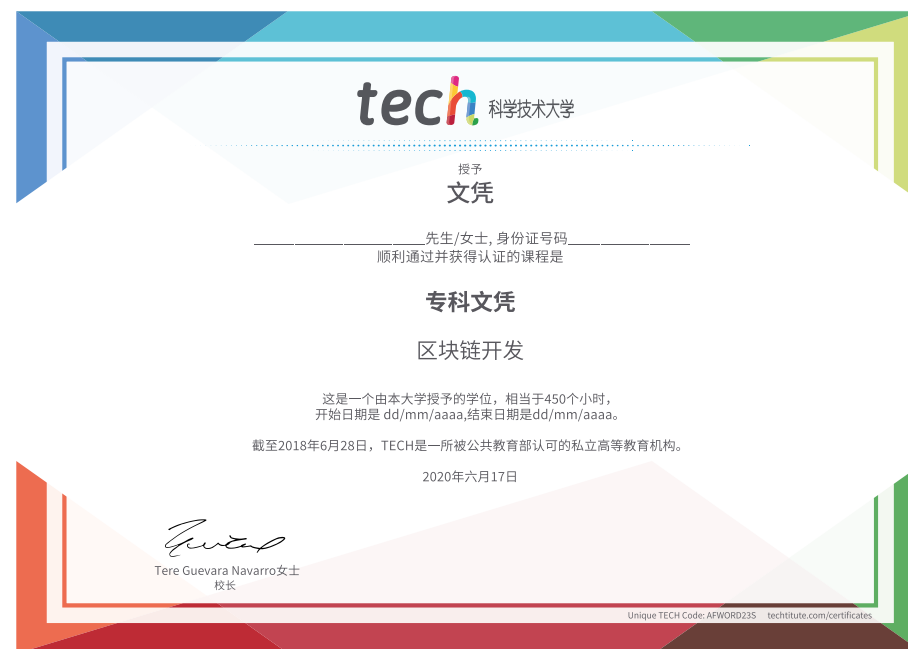 tech 科学技术大学
授予
文凭
先生/女士, 身份证号码
顺利通过并获得认证的课程是
专科文凭
区块链开发
这是一个由本大学授予的学位，相当于450个小时，
开始日期是 dd/mm/aaaa,结束日期是dd/mm/aaaa。
截至2018年6月28日，TECH是一所被公共教育部认可的私立高等教育机构。
2020年六月17日
Tere Guevara Navarro女士
校长
Unique TECH Code: AFWORD23S techtitute.com/certificates